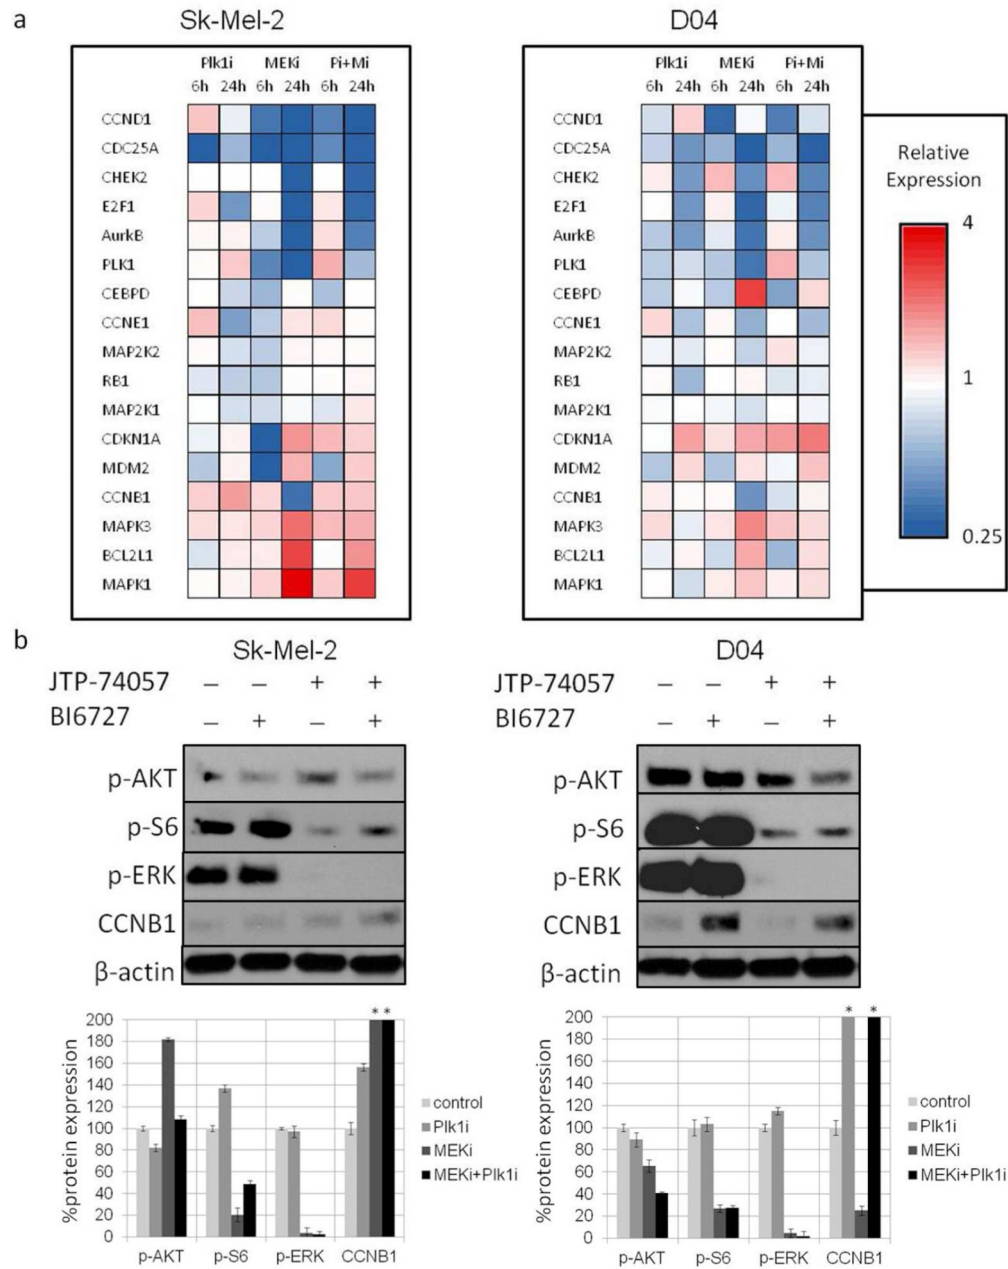 a
Sk-Mel-2
D04
Plk1i MEKi Pi+Mi
6h 24h 6h 24h 6h 24h
CCND1
CDC25A
CHEK2
E2F1
AurkB
PLK1
CEBPD
CCNE1
MAP2K2
RB1
MAP2K1
CDKN1A
MDM2
CCNB1
MAPK3
BCL2L1
MAPK1
Plk1i MEKi Pi+Mi
6h 24h 6h 24h 6h 24h
CCND1
CDC25A
CHEK2
E2F1
AurkB
PLK1
CEBPD
CCNE1
MAP2K2
RB1
MAP2K1
CDKN1A
MDM2
CCNB1
MAPK3
BCL2L1
MAPK1
Relative
Expression
4
1
0.25
b
Sk-Mel-2
JTP-74057 – – + +
BI6727 – + – +
p-AKT
p-S6
p-ERK
CCNB1
β-actin
D04
JTP-74057 – – + +
BI6727 – + – +
p-AKT
p-S6
p-ERK
CCNB1
β-actin
%protein expression
200
180
160
140
120
100
80
60
40
20
0
* *
p-AKT p-S6 p-ERK CCNB1
control
Plk1i
MEKi
MEKi+Plk1i
%protein expression
200
180
160
140
120
100
80
60
40
20
0
* *
p-AKT p-S6 p-ERK CCNB1
control
Plk1i
MEKi
MEKi+Plk1i